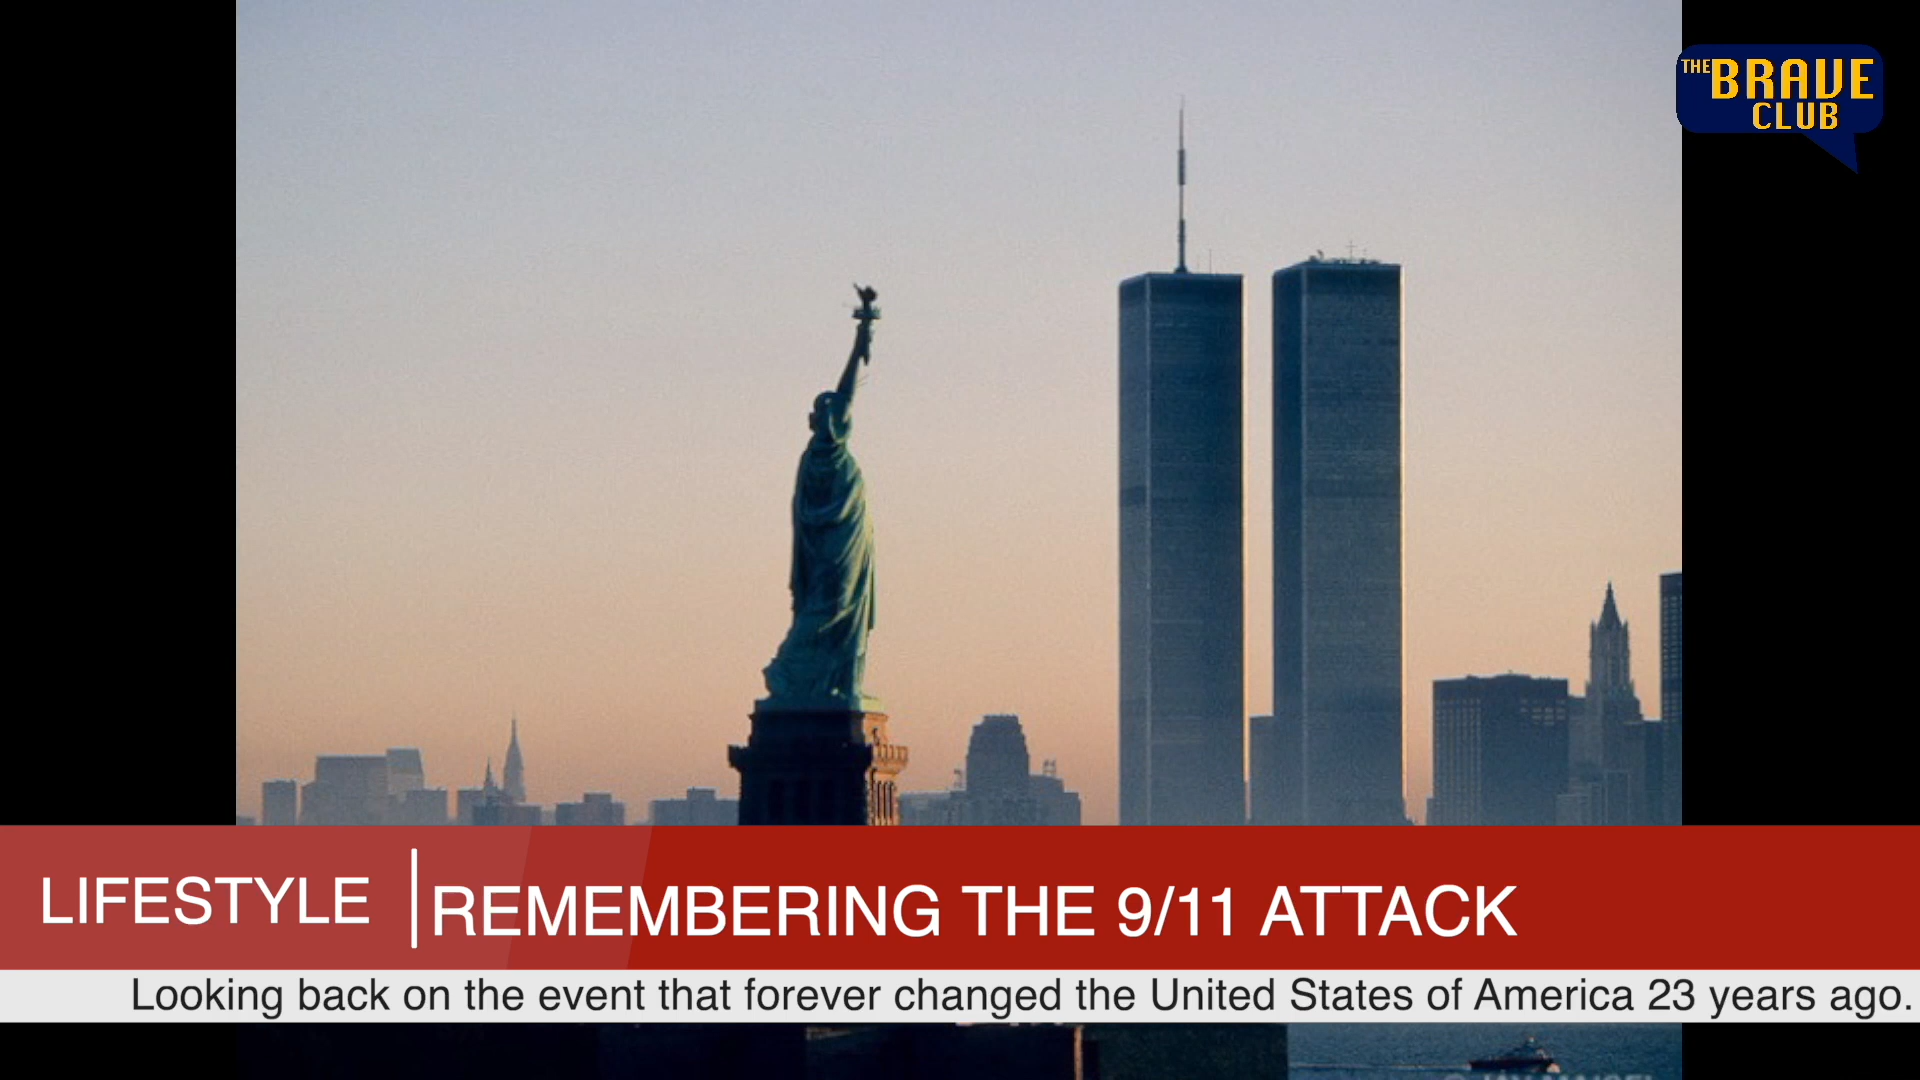 THE BRAVE
CLUB
LIFESTYLE
REMEMBERING THE 9/11 ATTACK
Looking back on the event that forever changed the United States of America 23 years ago.